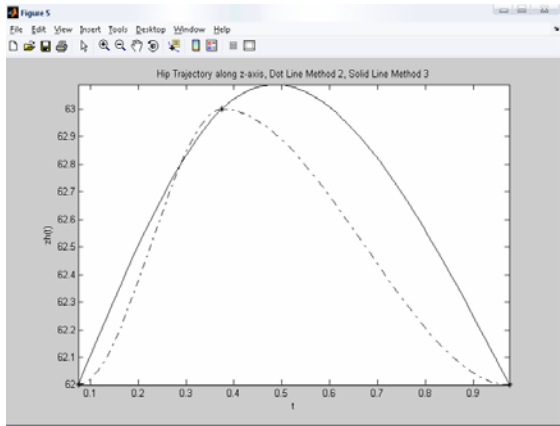 Figure 5
File Edit View Insert Tools Desktop Window Help
Hip Trajectory along z-axis, Dot Line Method 2, Solid Line Method 3
63
62.9
62.8
62.7
62.6
62.5
62.4
62.3
62.2
62.1
62
zh(t)
0.1 0.2 0.3 0.4 0.5 0.6 0.7 0.8 0.9
t